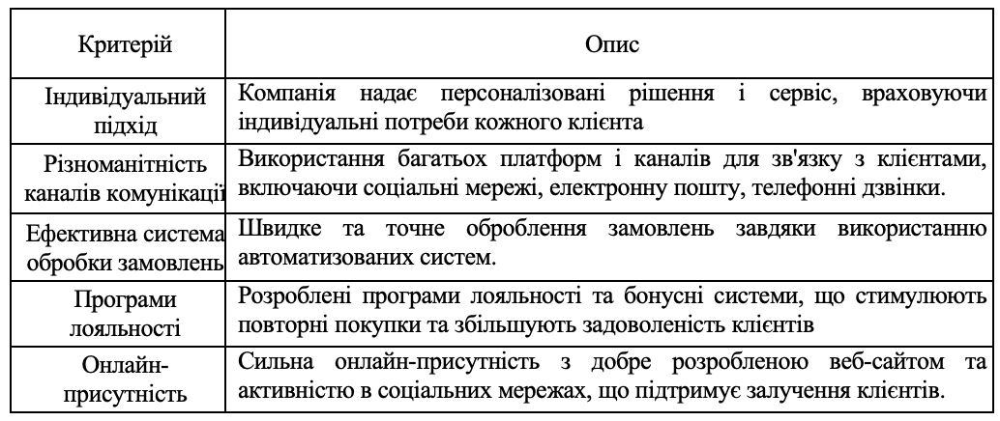 Критерій
Опис
Індивідуальний
підхід
Компанія надає персоналізовані рішення і сервіс, враховуючи
індивідуальні потреби кожного клієнта
Різноманітність
каналів комунікації
Використання багатьох платформ і каналів для зв'язку з клієнтами,
включаючи соціальні мережі, електронну пошту, телефонні дзвінки.
Ефективна система
обробки замовлень
Швидке та точне оброблення замовлень завдяки використанню
автоматизованих систем.
Програми
лояльності
Розроблені програми лояльності та бонусні системи, що стимулюють
повторні покупки та збільшують задоволеність клієнтів
Онлайн-
присутність
Сильна онлайн-присутність з добре розробленою веб-сайтом та
активністю в соціальних мережах, що підтримує залучення клієнтів.